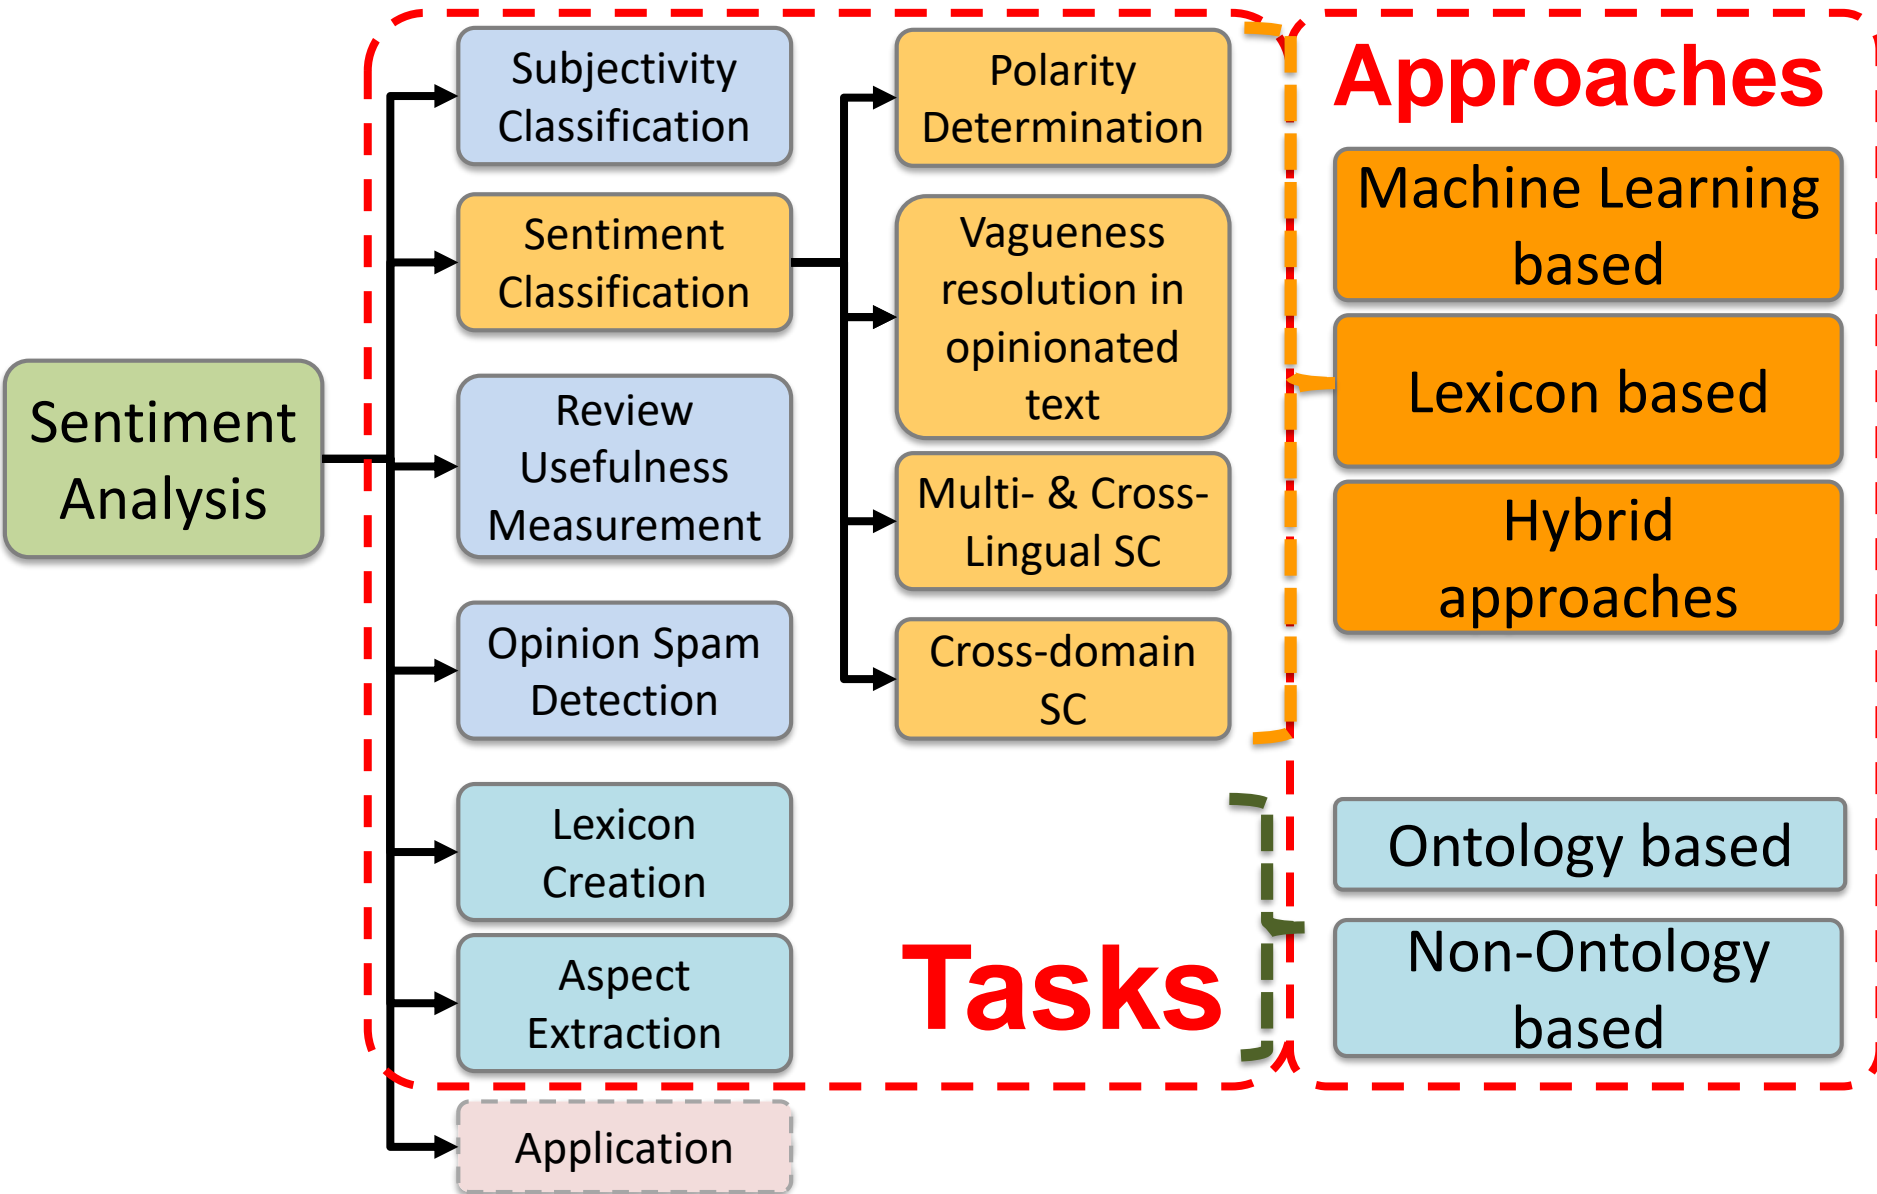 Sentiment
Analysis
Subjectivity
Classification
Sentiment
Classification
Review
Usefulness
Measurement
Opinion Spam
Detection
Lexicon
Creation
Aspect
Extraction
Application
Polarity
Determination
Vagueness
resolution in
opinionated
text
Multi- & Cross-
Lingual SC
Cross-domain
SC
Tasks
Approaches
Machine Learning
based
Lexicon based
Hybrid
approaches
Ontology based
Non-Ontology
based